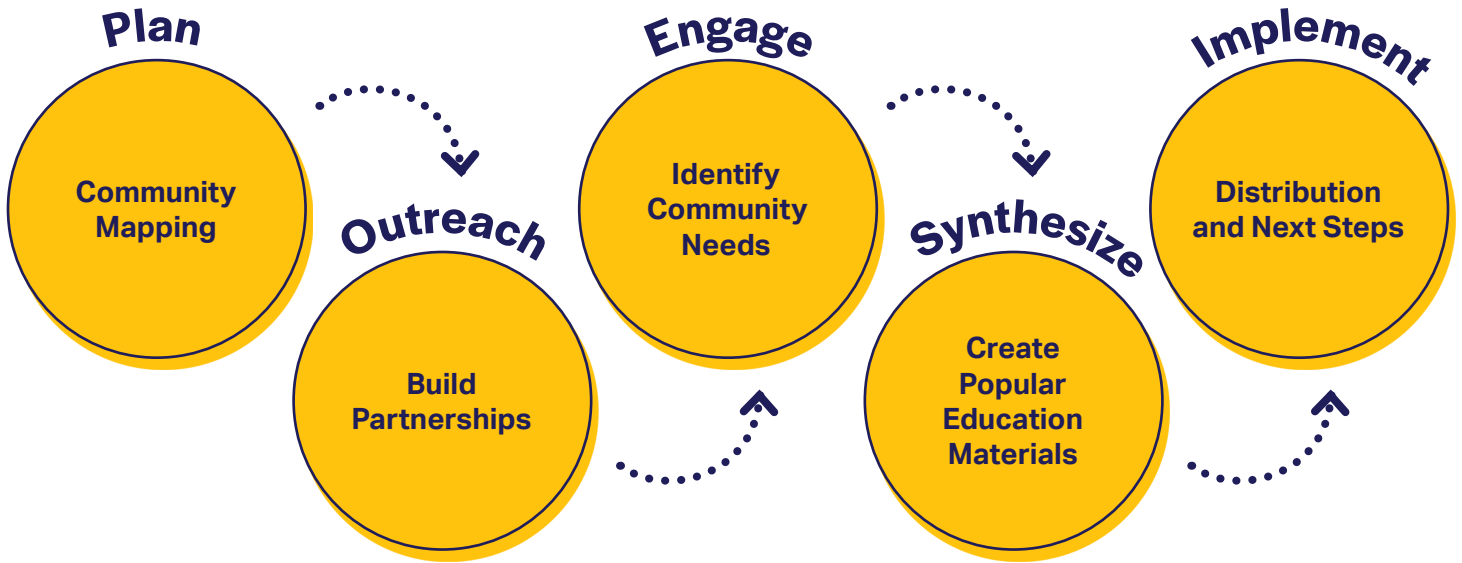 Plan
Community
Mapping
Outreach
Build
Partnerships
Engage
Identify
Community
Needs
Synthesize
Create
Popular
Education
Materials
Implement
Distribution
and Next Steps